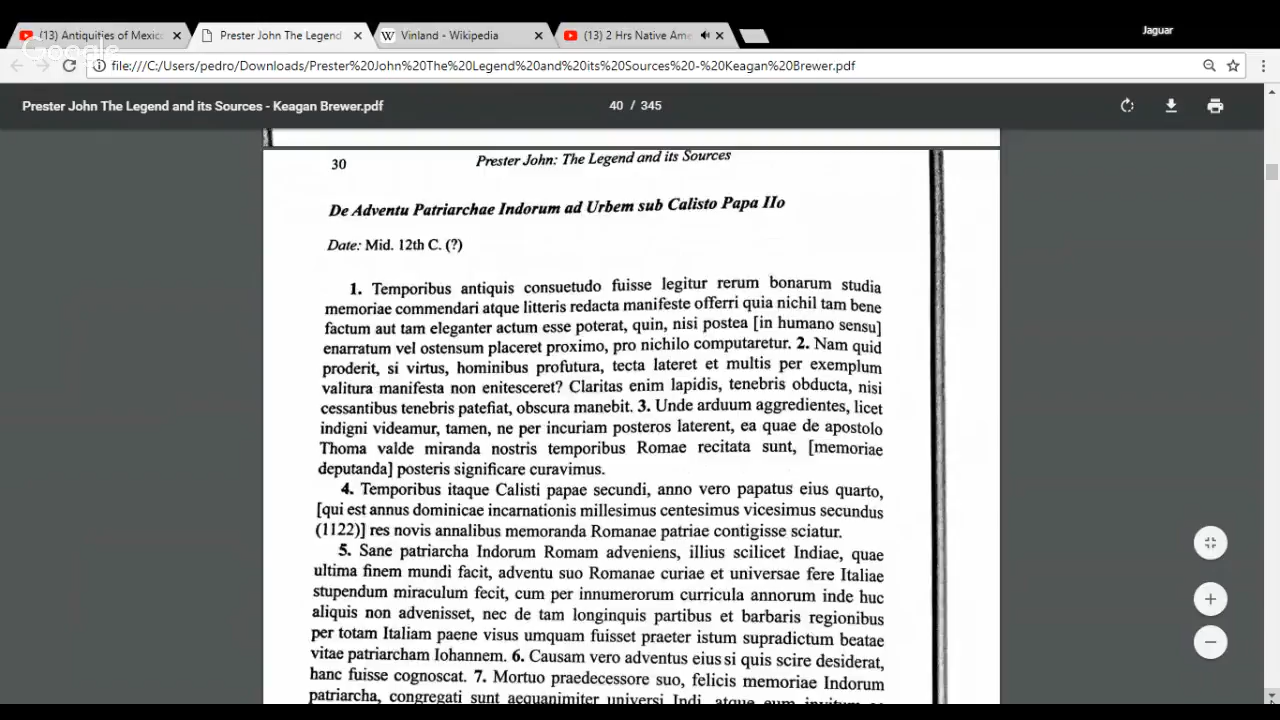 Jaguar
(13) Antiquities of Mexic
Prester John The Legend
Vinland - Wikipedia
(13) 2 Hrs Native Ame
Google
file:///C:/Users/pedro/Downloads/Prester%20John%20The%20Legend%20and%20its%20Sources%20-%20Keagan%20Brewer.pdf
Prester John The Legend and its Sources - Keagan Brewer.pdf
40 / 345
30
Prester John: The Legend and its Sources
De Adventu Patriarchae Indorum ad Urbem sub Calisto Papa IIo
Date: Mid. 12th C. (?)
1. Temporibus antiquis consuetudo fuisse legitur rerum bonarum studia
memoriae commendari atque litteris redacta manifeste offerri quia nichil tam bene
factum aut tam eleganter actum esse poterat, quin, nisi postea [in humano sensu]
enarratum vel ostensum placeret proximo, pro nichilo computaretur. 2. Nam quid
proderit, si virtus, hominibus profutura, tecta lateret et multis per exemplum
valitura manifesta non enitesceret? Claritas enim lapidis, tenebris obducta, nisi
cessantibus tenebris patefiat, obscura manebit. 3. Unde arduum aggredientes, licet
indigni videamur, tamen, ne per incuriam posteros laterent, ea quae de apostolo
Thoma valde miranda nostris temporibus Romae recitata sunt, [memoriae
deputanda] posteris significare curavimus.
4. Temporibus itaque Calisti papae secundi, anno vero papatus eius quarto,
[qui est annus dominicae incarnationis millesimus centesimus vicesimus secundus
(1122)] res novis annalibus memoranda Romanae patriae contigisse sciatur.
5. Sane patriarcha Indorum Romam adveniens, illius scilicet Indiae, quae
ultima finem mundi facit, adventu suo Romanae curiae et universae fere Italiae
stupendum miraculum fecit, cum per innumerorum curricula annorum inde huc
aliquis non advenisset, nec de tam longinquis partibus et barbaris regionibus
per totam Italiam paene visus umquam fuisset praeter istum supradictum beatae
vitae patriarcham Iohannem. 6. Causam vero adventus eius si quis scire desiderat,
hanc fuisse cognoscat. 7. Mortuo praedecessore suo, felicis memoriae Indorum
patriarcha, congregati sunt aequanimiter universi Indi, atque eum invitum